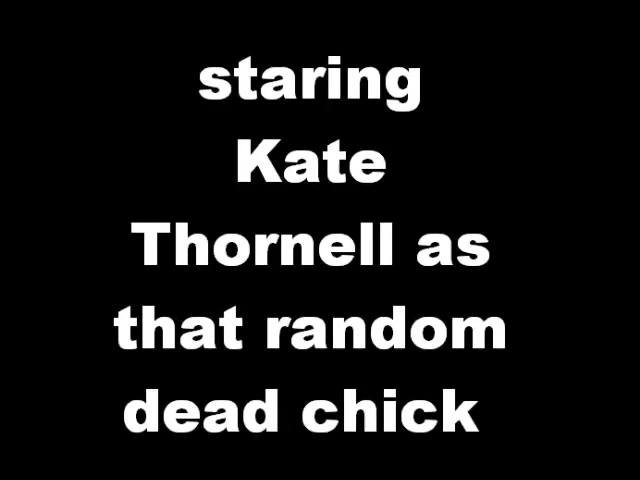 staring
Kate
Thornell as
that random
dead chick